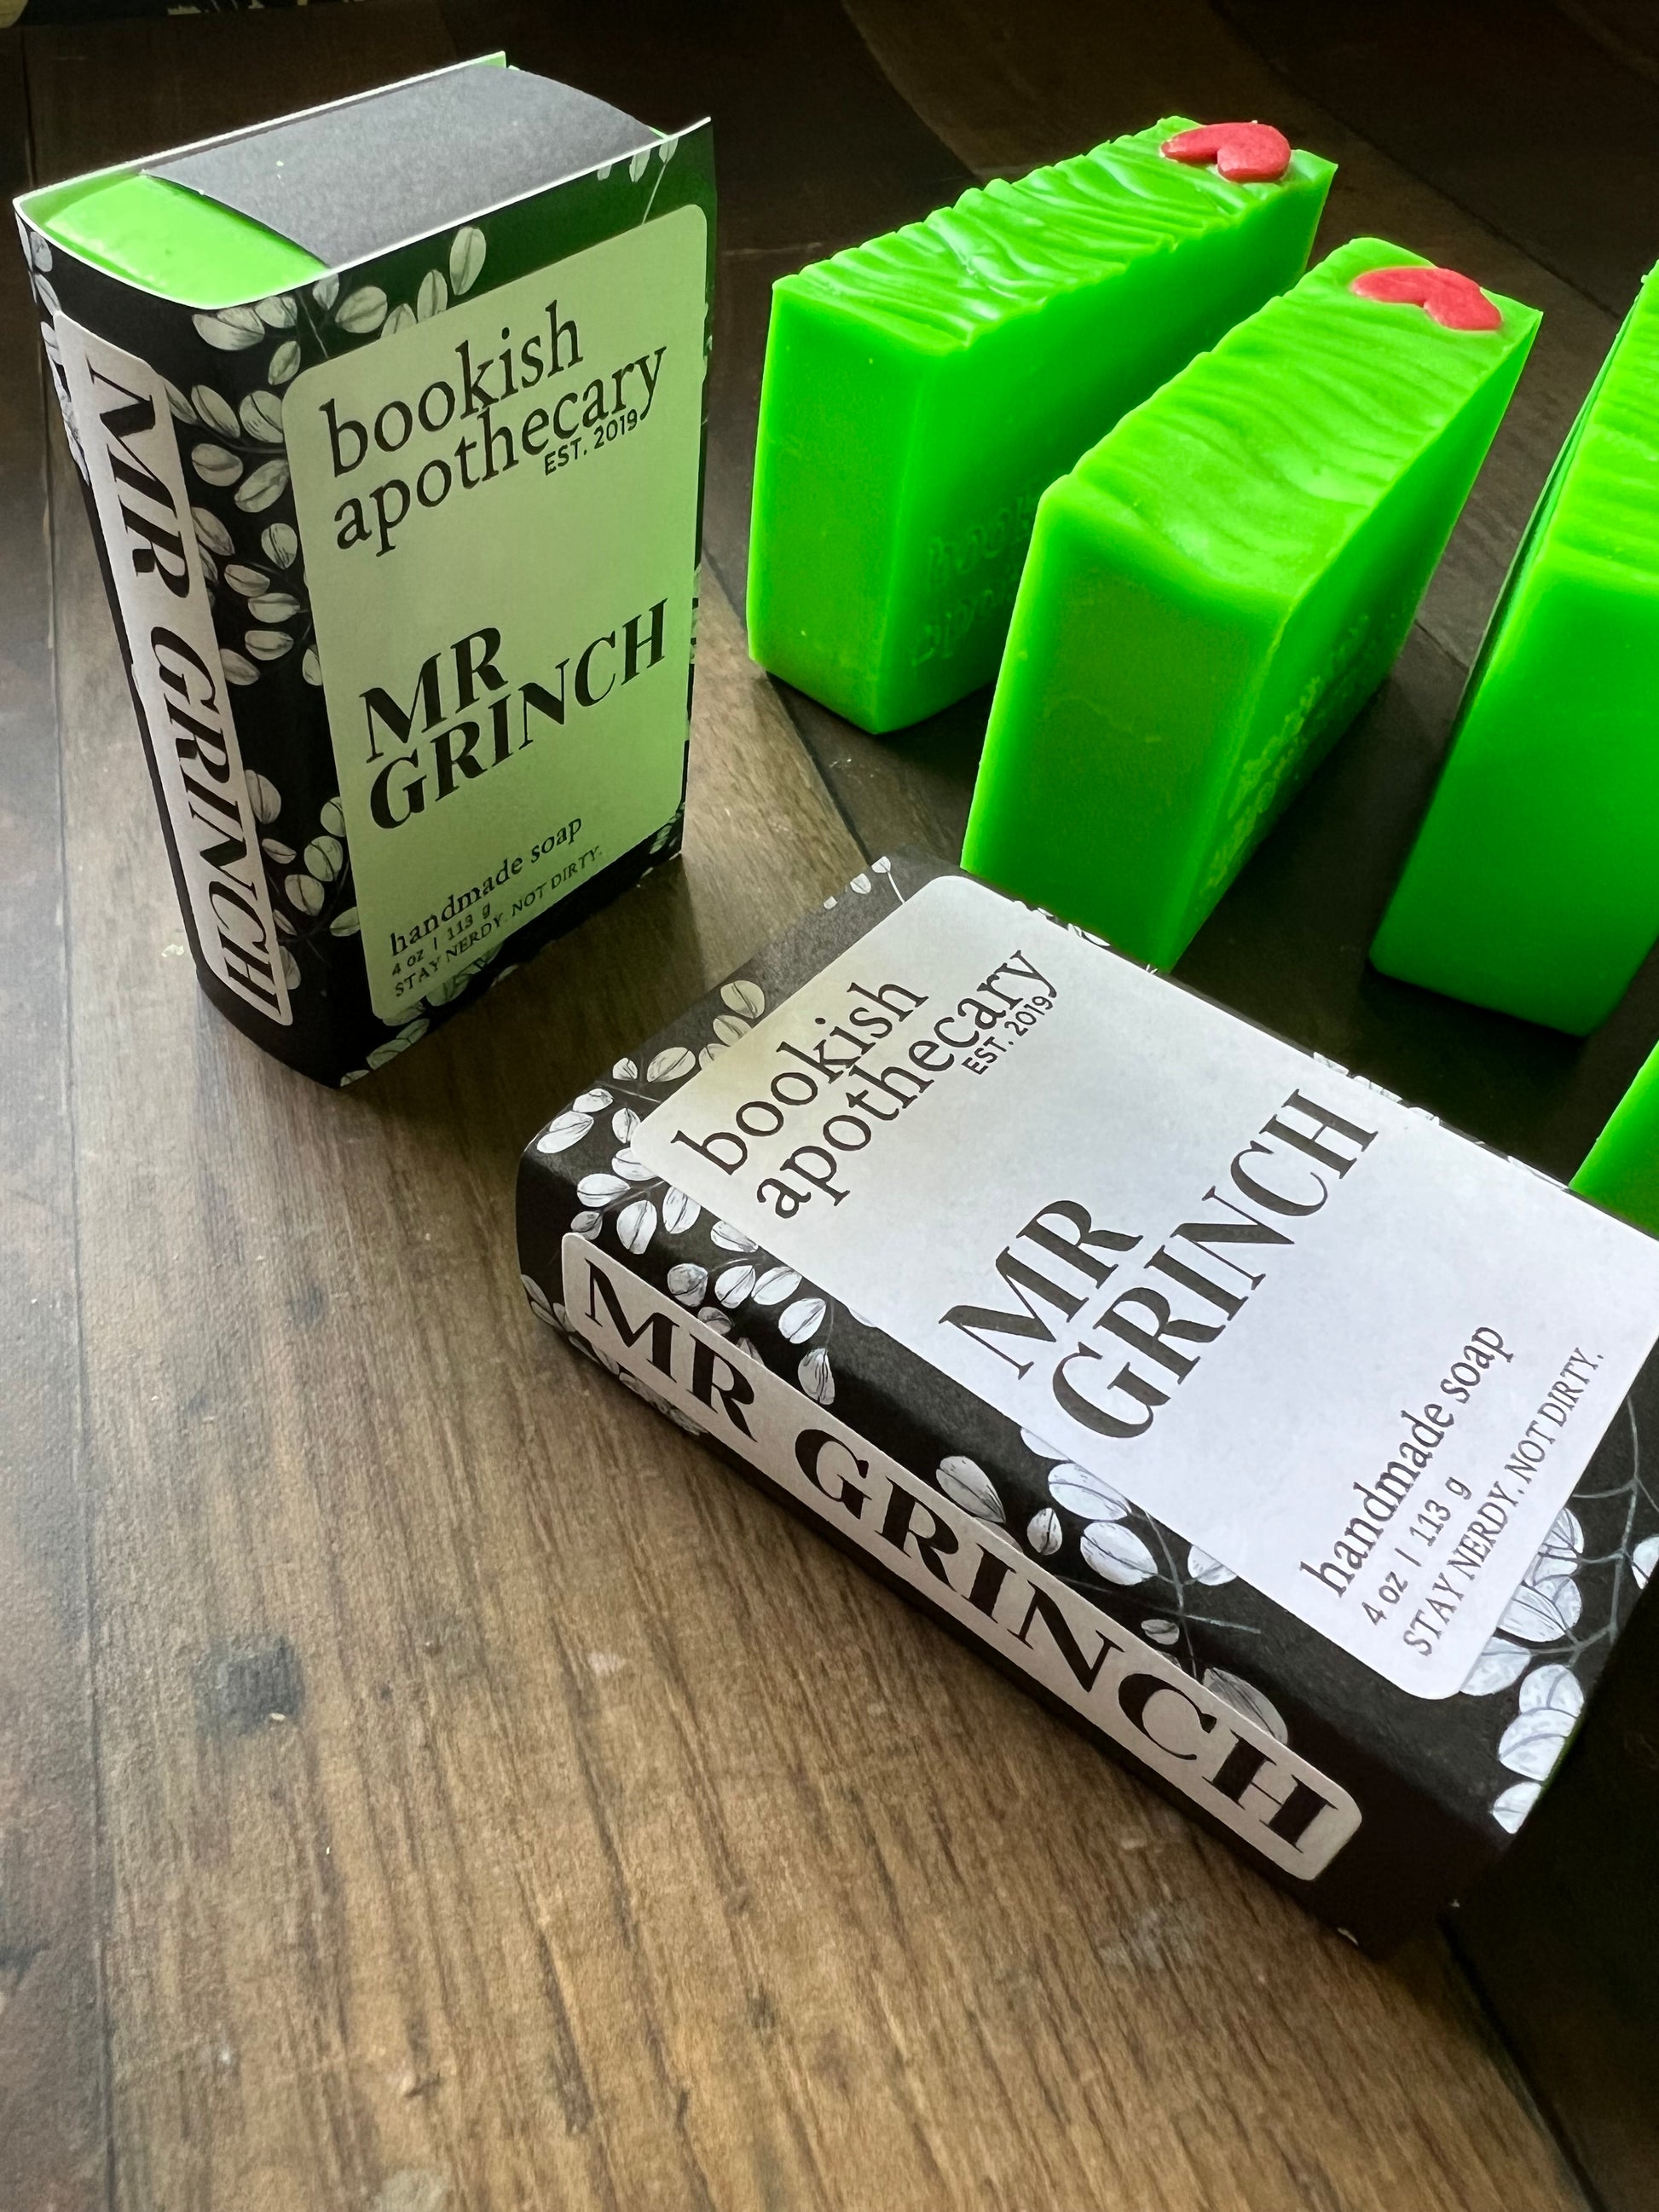 MR GRINCH
bookish
apothecary
EST. 2019
MR
GRINCH
handmade soap
4 oz | 113 g
STAY NERDY. NOT DIRTY.
MR GRINCH
bookish
apothecary
EST. 2019
MR
GRINCH
handmade soap
4 oz | 113 g
STAY NERDY. NOT DIRTY.